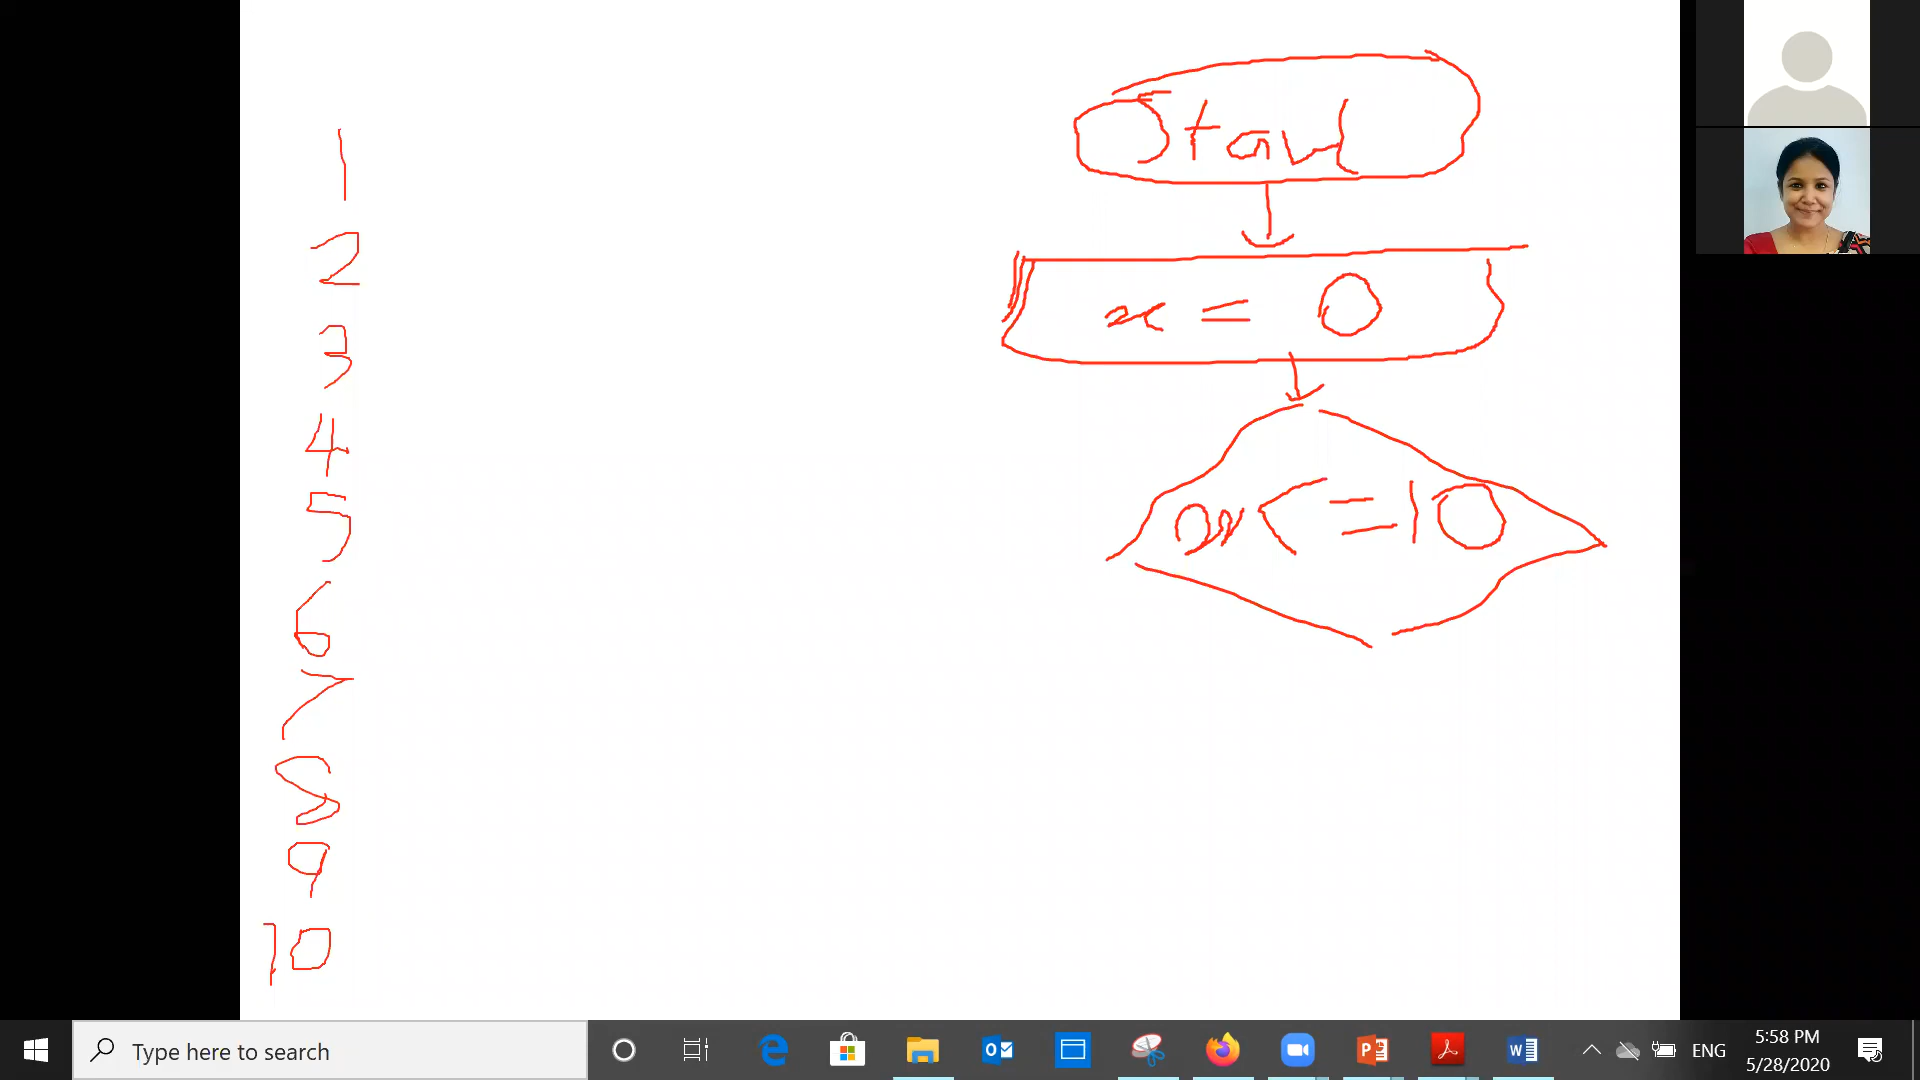 1
2
3
4
5
6
7
8
9
10
Start
x = 0
x<=10
Type here to search
ENG
5:58 PM
5/28/2020